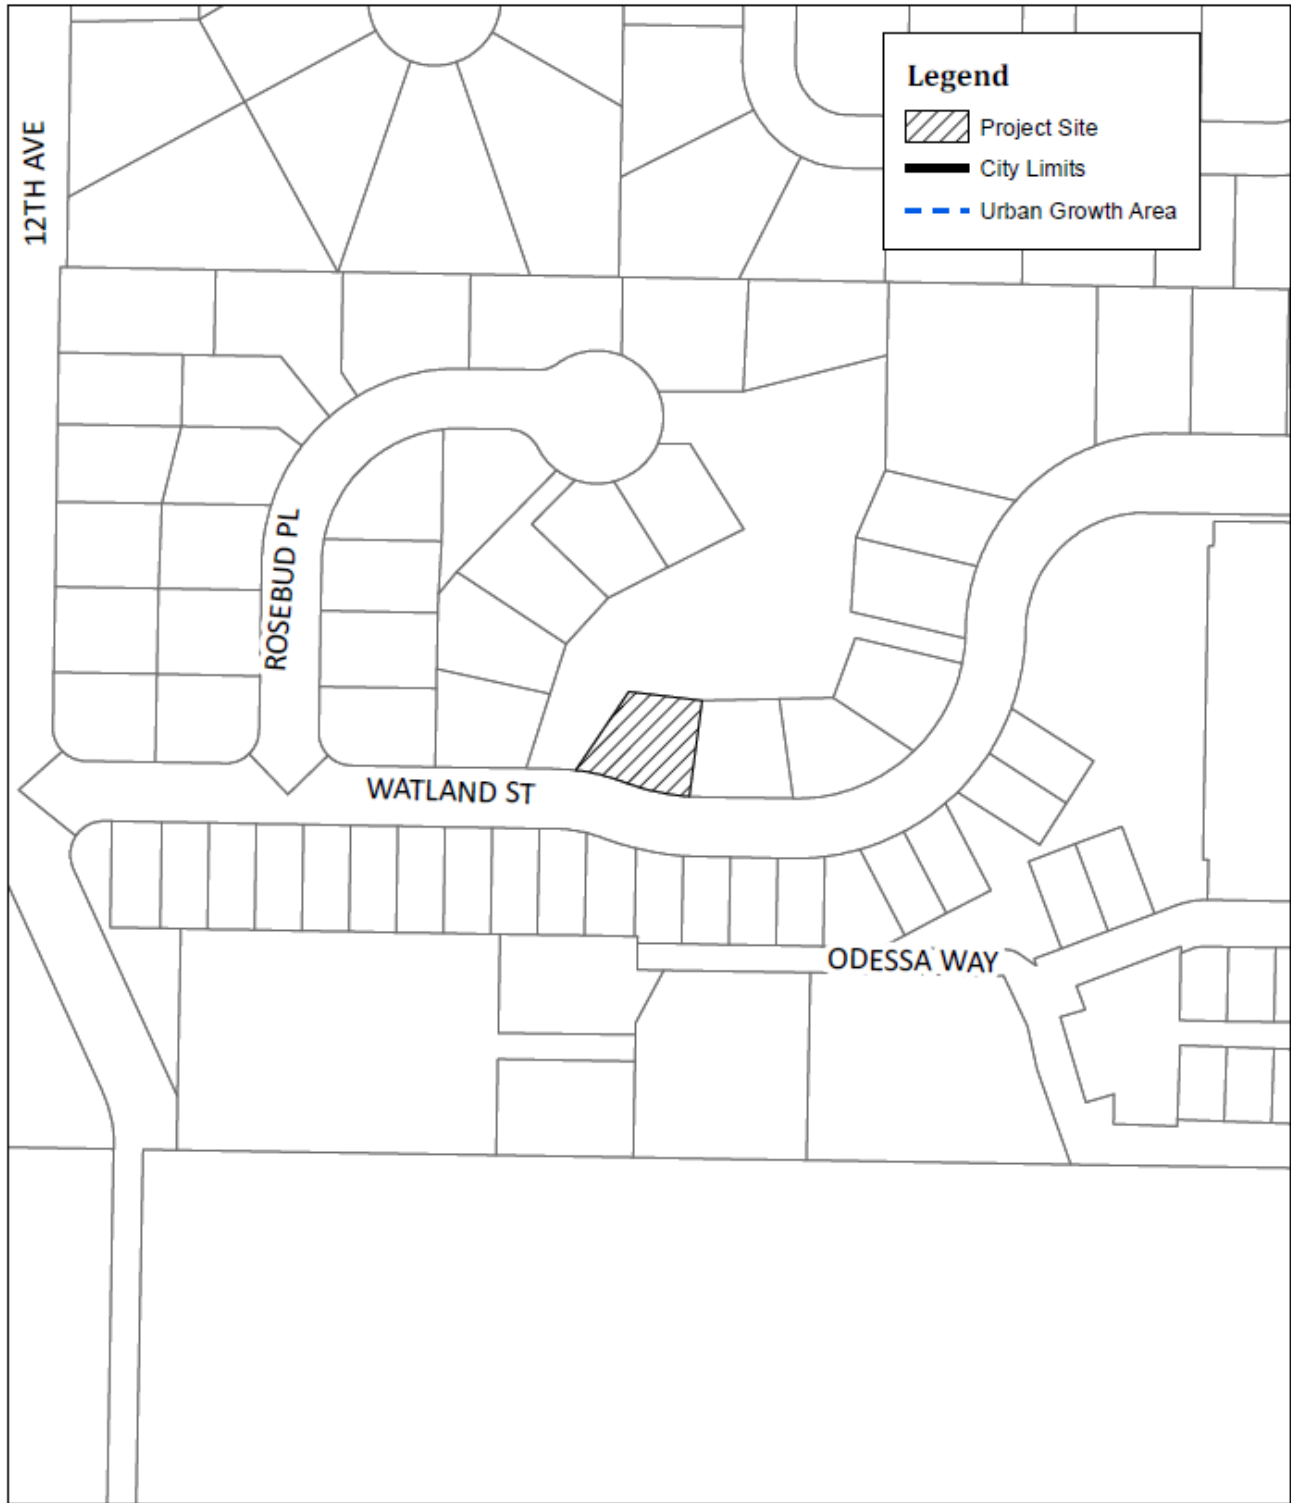 Legend
Project Site
City Limits
Urban Growth Area
12TH AVE
ROSEBUD PL
WATLAND ST
ODESSA WAY